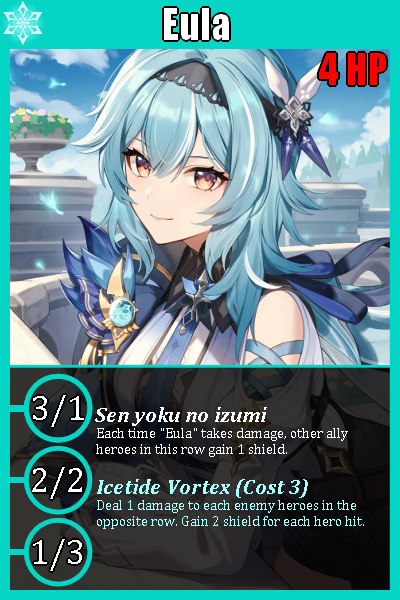 Eula
4 HP
3/1
Sen yoku no izumi
Each time "Eula" takes damage, other ally
heroes in this row gain 1 shield.
2/2
Icetide Vortex (Cost 3)
Deal 1 damage to each enemy heroes in the
opposite row. Gain 2 shield for each hero hit.
1/3